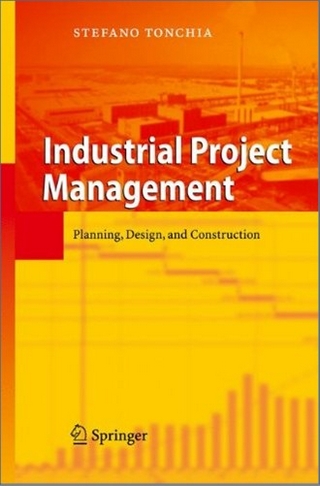 STEFANO TONCHIA
Industrial Project
Management
Planning, Design, and Construction
Springer